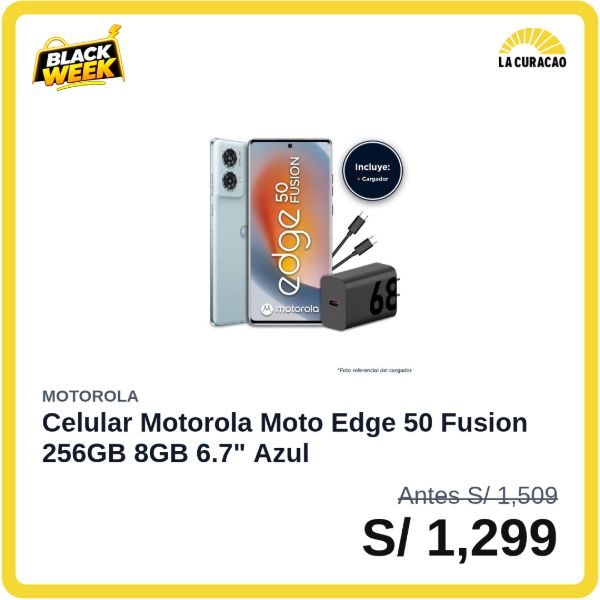 BLACK
WEEK
LA CURACAO
Incluye:
+ Cargador
edge 50
FUSION
motorola
68
*Foto referencial del cargador
MOTOROLA
Celular Motorola Moto Edge 50 Fusion
256GB 8GB 6.7" Azul
Antes S/ 1,509
S/ 1,299